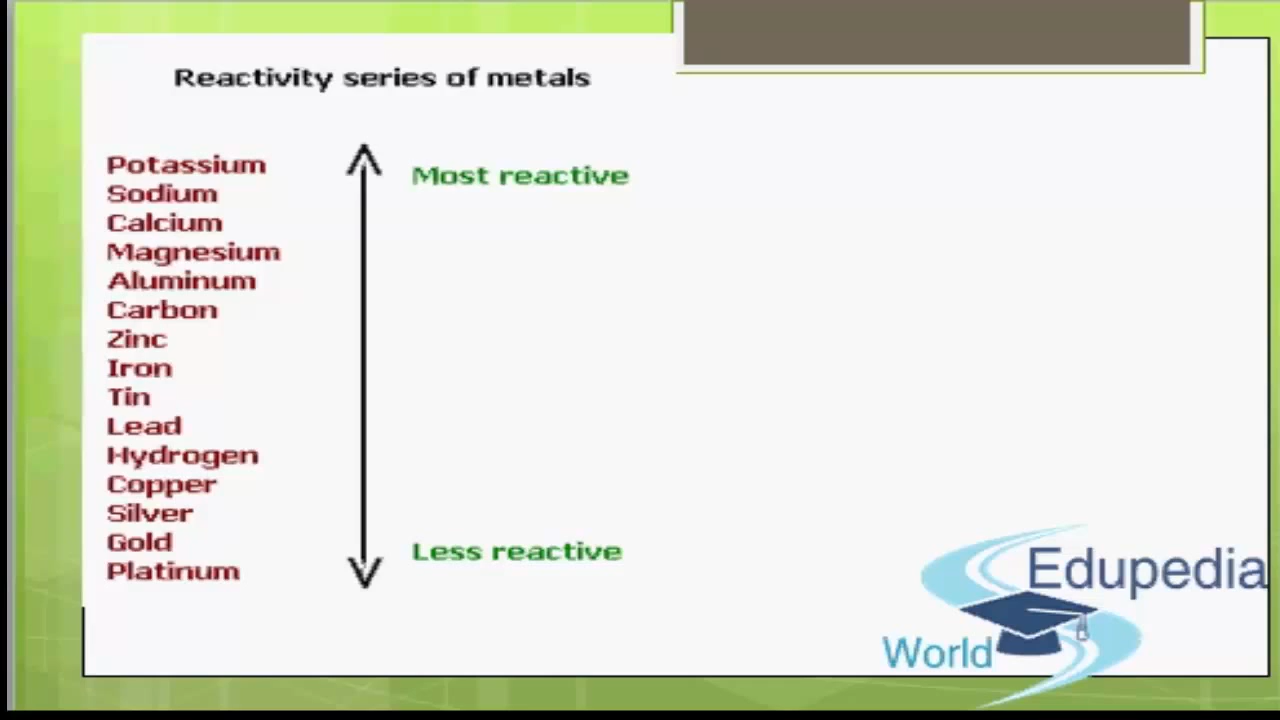 Reactivity series of metals
Potassium
Most reactive
Sodium
Calcium
Magnesium
Aluminum
Carbon
Zinc
Iron
Tin
Lead
Hydrogen
Copper
Silver
Gold
Less reactive
Platinum
Edupedia
World